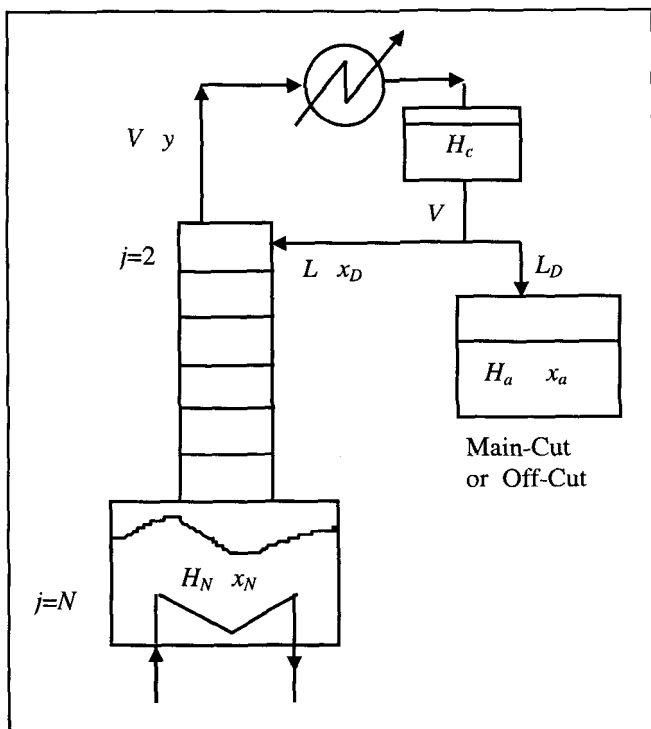 H_c
V y
V
j=2
L x_D
L_D
H_a x_a
Main-Cut
or Off-Cut
H_N x_N
j=N